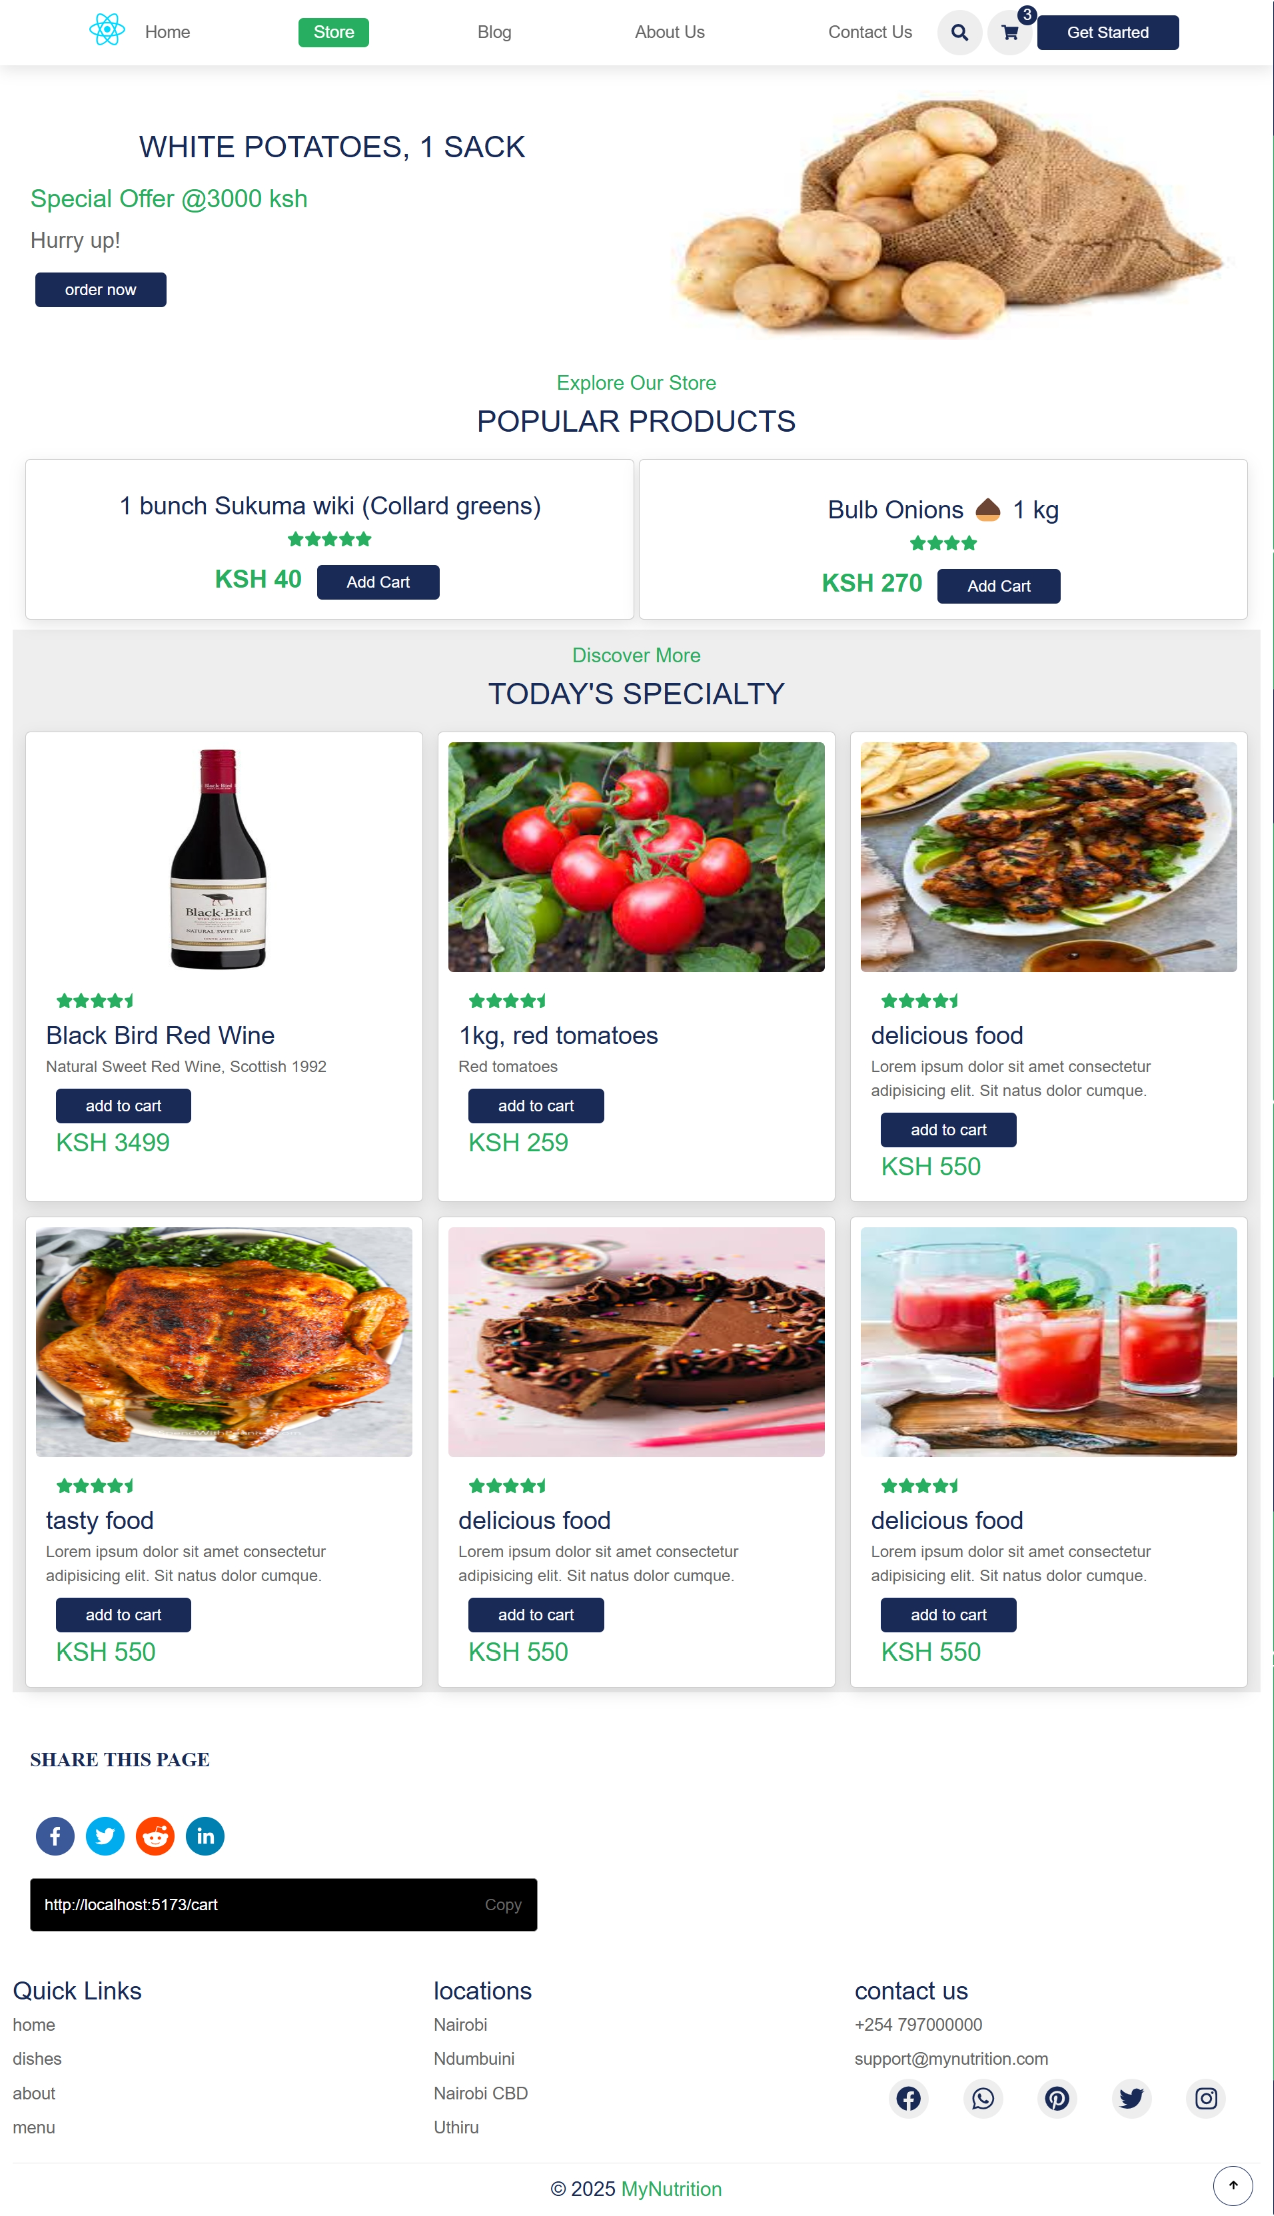 Home
Store
Blog
About Us
Contact Us
3
Get Started
WHITE POTATOES, 1 SACK
Special Offer @3000 ksh
Hurry up!
order now
Explore Our Store
POPULAR PRODUCTS
1 bunch Sukuma wiki (Collard greens)
KSH 40
Add Cart
Bulb Onions 🌰 1 kg
KSH 270
Add Cart
Discover More
TODAY'S SPECIALTY
Black-Bird
NATURAL SWEET RED
Black Bird Red Wine
Natural Sweet Red Wine, Scottish 1992
add to cart
KSH 3499
1kg, red tomatoes
Red tomatoes
add to cart
KSH 259
delicious food
Lorem ipsum dolor sit amet consectetur
adipisicing elit. Sit natus dolor cumque.
add to cart
KSH 550
tasty food
Lorem ipsum dolor sit amet consectetur
adipisicing elit. Sit natus dolor cumque.
add to cart
KSH 550
delicious food
Lorem ipsum dolor sit amet consectetur
adipisicing elit. Sit natus dolor cumque.
add to cart
KSH 550
delicious food
Lorem ipsum dolor sit amet consectetur
adipisicing elit. Sit natus dolor cumque.
add to cart
KSH 550
SHARE THIS PAGE
http://localhost:5173/cart
Copy
Quick Links
home
dishes
about
menu
locations
Nairobi
Ndumbuini
Nairobi CBD
Uthiru
contact us
+254 797000000
support@mynutrition.com
© 2025 MyNutrition